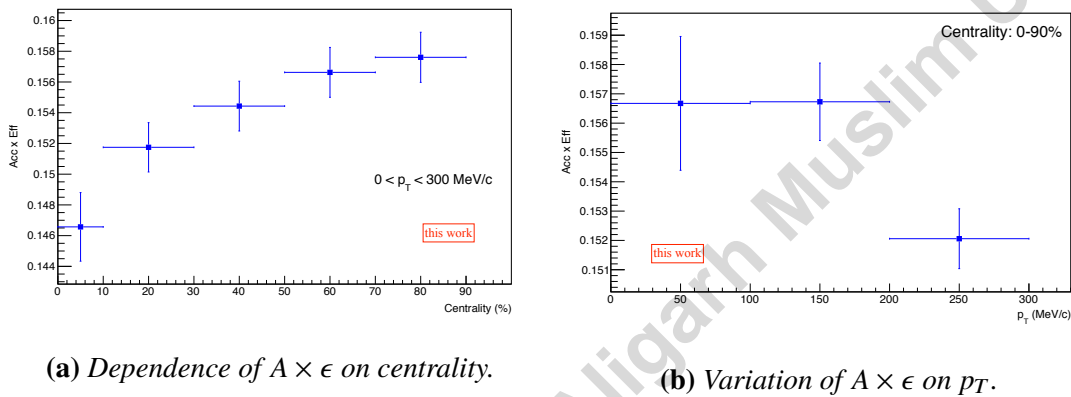 0.16
0.158
0.156
0.154
0.152
0.15
0.148
0.146
0.144
Acc x Eff
0 < p_T < 300 MeV/c
this work
0 10 20 30 40 50 60 70 80 90
Centrality (%)
(a) Dependence of A × ϵ on centrality.
Centrality: 0-90%
0.159
0.158
0.157
0.156
0.155
0.154
0.153
0.152
0.151
Acc x Eff
this work
0 50 100 150 200 250 300
p_T (MeV/c)
(b) Variation of A × ϵ on p_T.
Aligarh Muslim